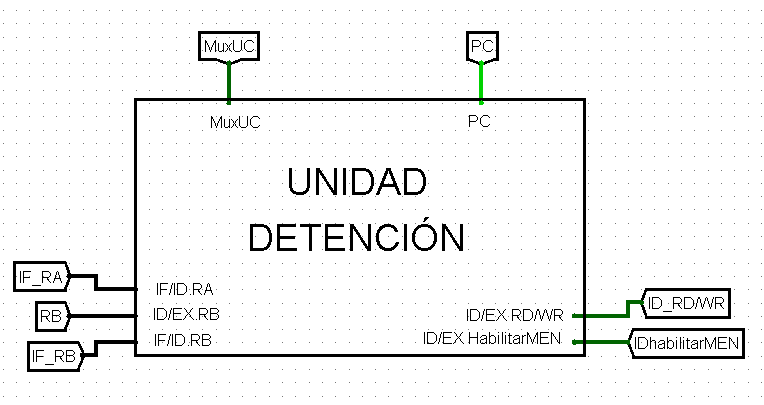 MuxUC
PC
MuxUC
PC
UNIDAD
DETENCIÓN
IF_RA
IF/ID.RA
RB
ID/EX.RB
IF_RB
IF/ID.RB
ID/EX RD/WR
ID_RD/WR
ID/EX HabilitarMEN
IDhabilitarMEN